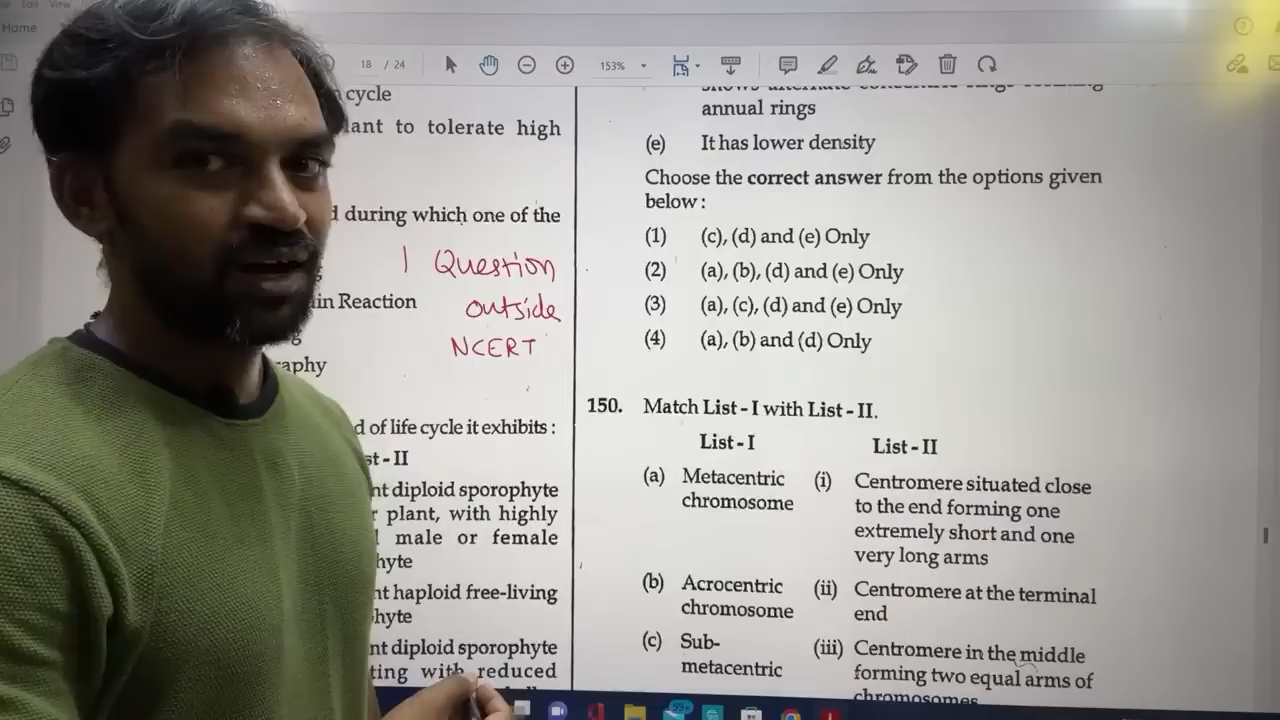 Edit View
Home
18 / 24
153%
cycle
lant to tolerate high
d during which one of the
in Reaction
aphy
1 Question
outside
NCERT
d of life cycle it exhibits :
st - II
nt diploid sporophyte
r plant, with highly
l male or female
hyte
nt haploid free-living
hyte
nt diploid sporophyte
ting with reduced
annual rings
(e) It has lower density
Choose the correct answer from the options given
below :
(1) (c), (d) and (e) Only
(2) (a), (b), (d) and (e) Only
(3) (a), (c), (d) and (e) Only
(4) (a), (b) and (d) Only
150. Match List - I with List - II.
List - I List - II
(a) Metacentric (i) Centromere situated close
chromosome to the end forming one
extremely short and one
very long arms
(b) Acrocentric (ii) Centromere at the terminal
chromosome end
(c) Sub- (iii) Centromere in the middle
metacentric forming two equal arms of
chromosomes
99+